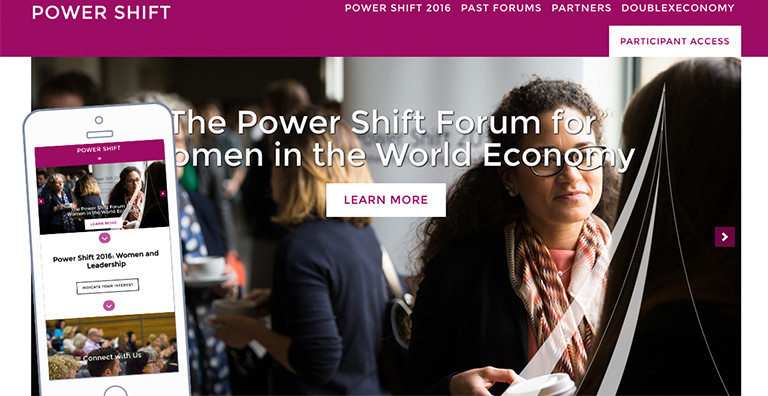 POWER SHIFT
POWER SHIFT 2016 PAST FORUMS PARTNERS DOUBLEXECONOMY
PARTICIPANT ACCESS
The Power Shift Forum for
omen in the World Economy
LEARN MORE
POWER SHIFT
The Power Shift Forum for
Women in the World Economy
LEARN MORE
Power Shift 2016: Women and
Leadership
INDICATE YOUR INTEREST
Connect with Us